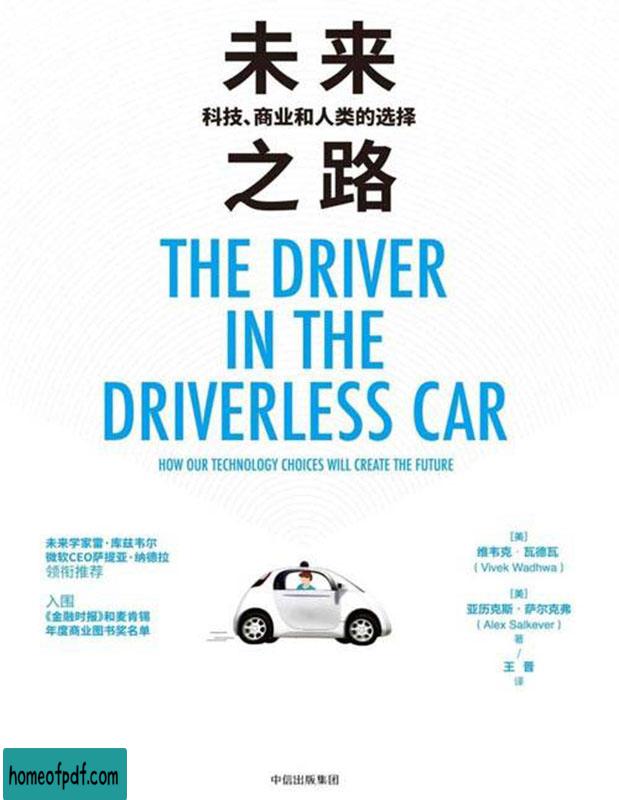 未来
科技、商业和人类的选择
之路
THE DRIVER
IN THE
DRIVERLESS CAR
HOW OUR TECHNOLOGY CHOICES WILL CREATE THE FUTURE
未来学家雷·库兹韦尔
微软CEO萨提亚·纳德拉
领衔推荐
入围
《金融时报》和麦肯锡
年度商业图书奖名单
[美]
维韦克·瓦德瓦
(Vivek Wadhwa)
[美]
亚历克斯·萨尔克弗
(Alex Salkever)
著
/
王晋
译
中信出版集团
homeofpdf.com